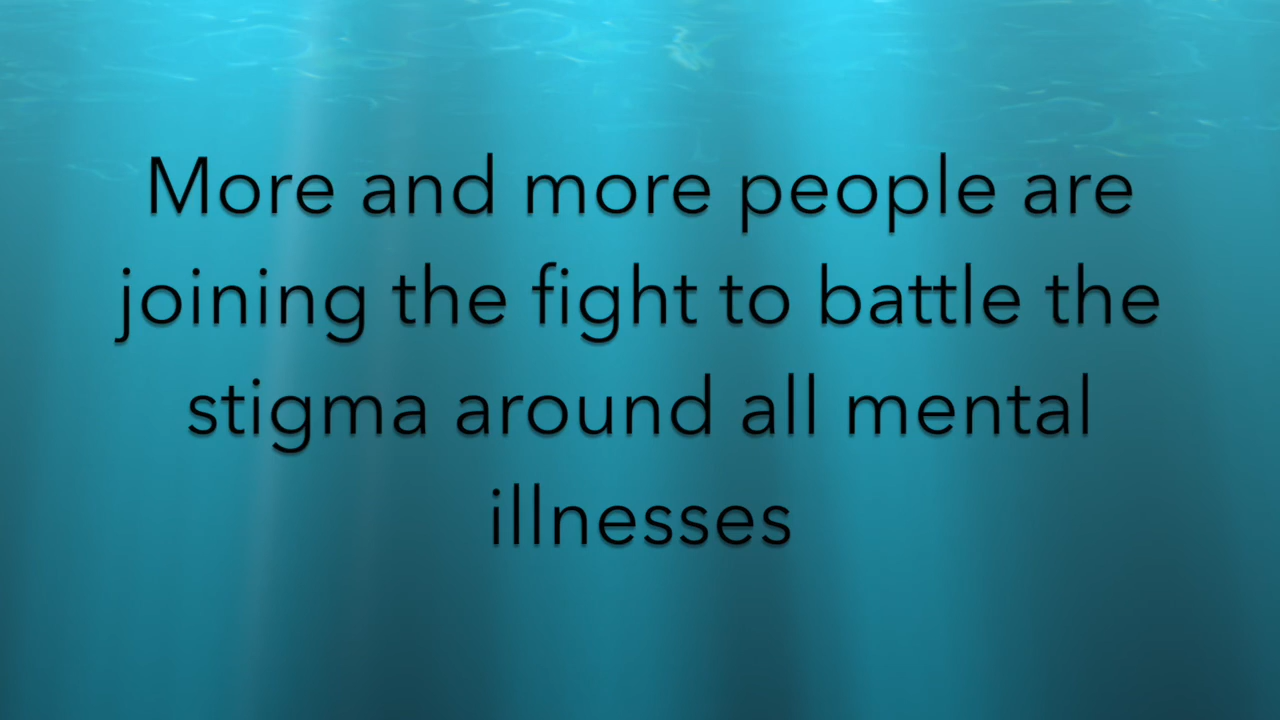 More and more people are
joining the fight to battle the
stigma around all mental
illnesses